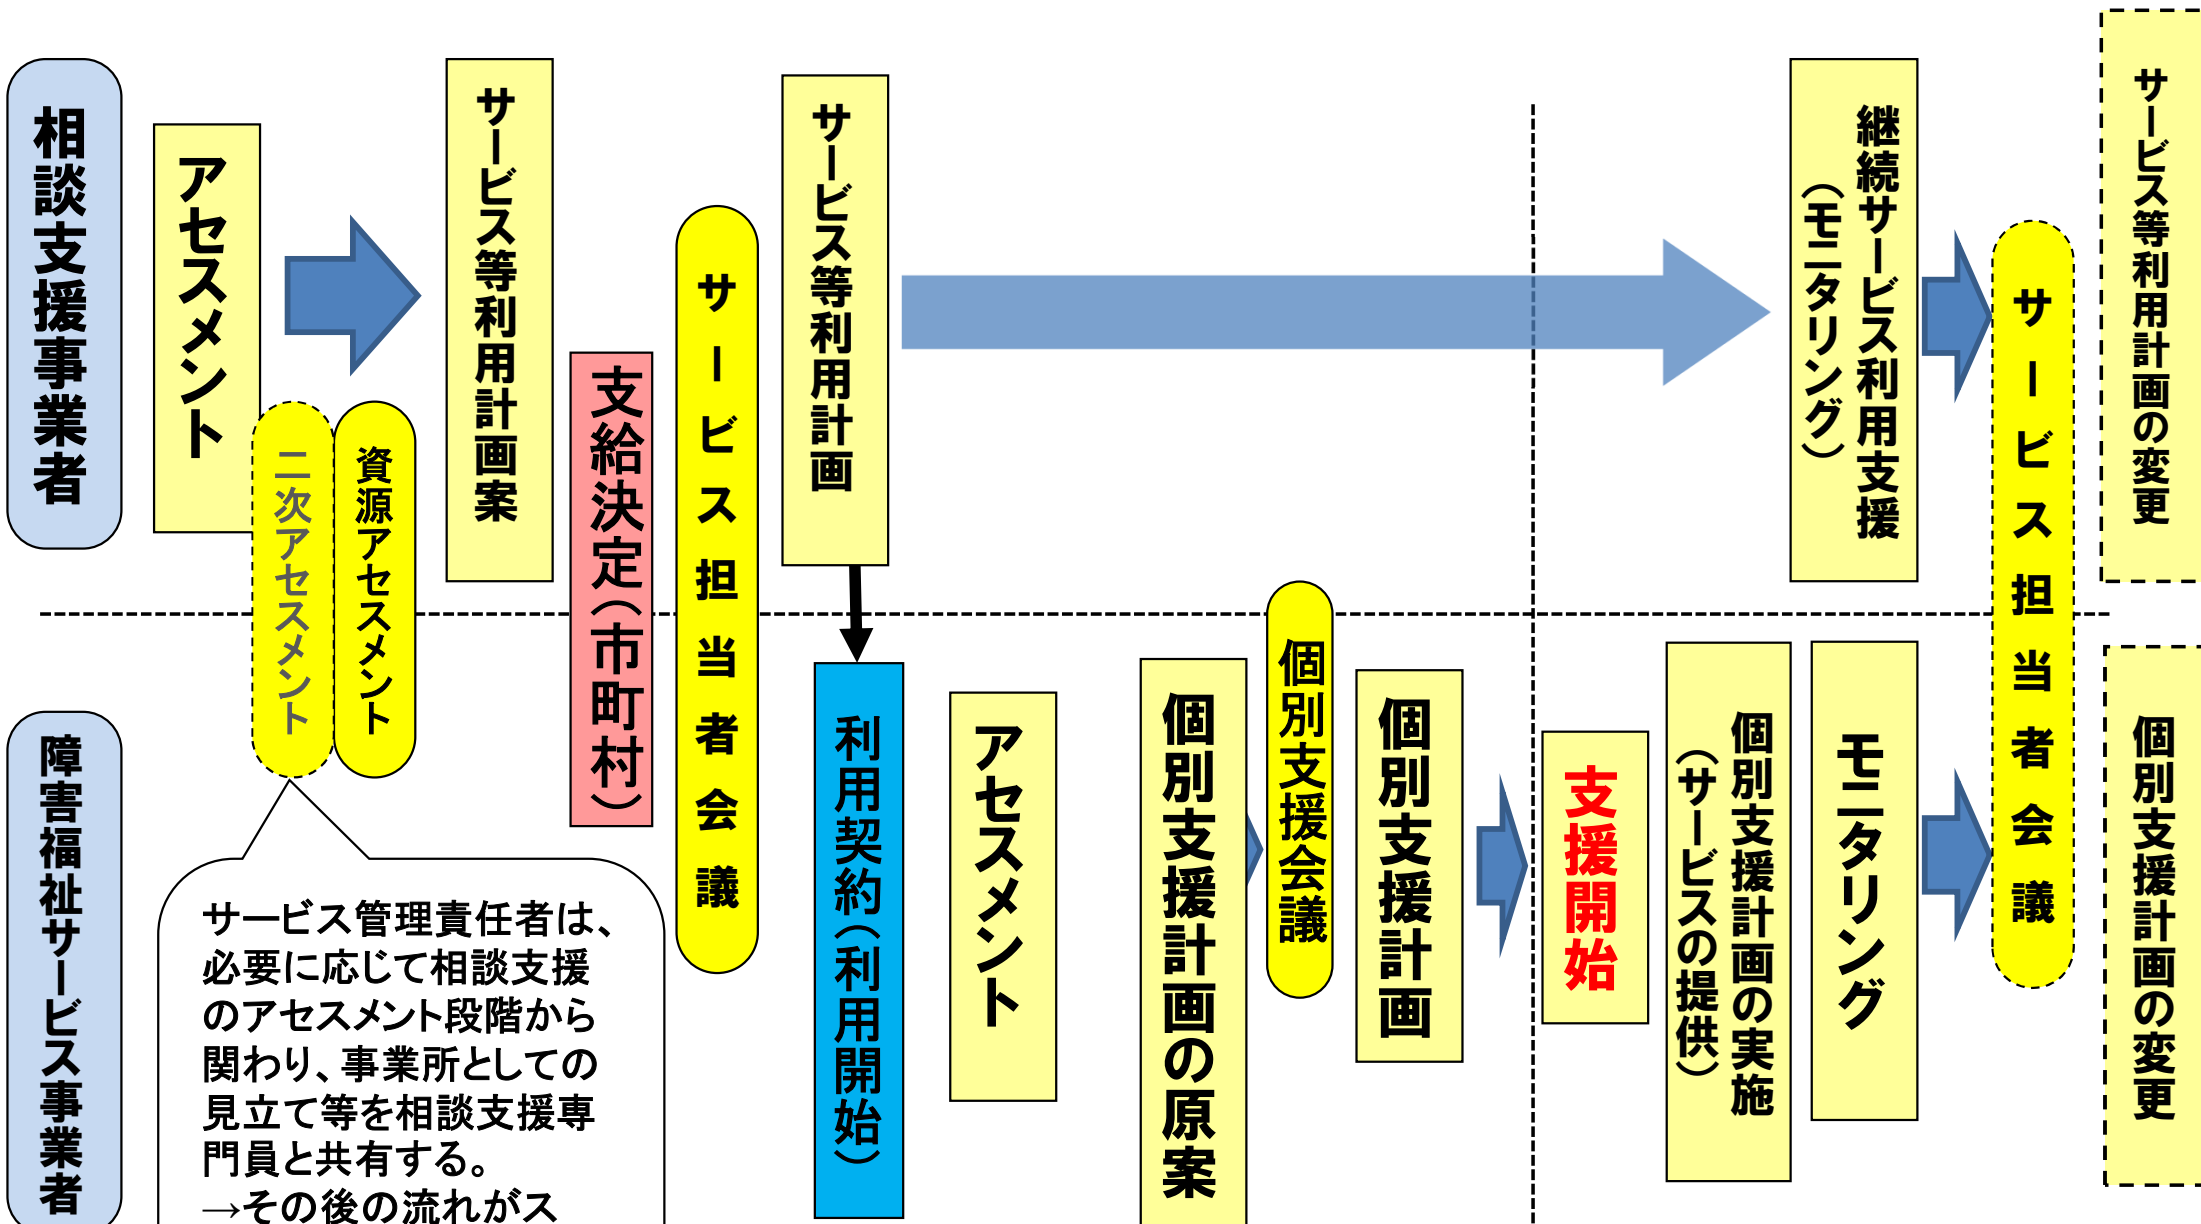 相談支援事業者
アセスメント
サービス等利用計画案
サービス等利用計画
継続サービス利用支援
（モニタリング）
サービス等利用計画の変更
二次アセスメント
資源アセスメント
支給決定（市町村）
サービス担当者会議
サービス担当者会議
障害福祉サービス事業者
利用契約（利用開始）
アセスメント
個別支援計画の原案
個別支援会議
個別支援計画
支援開始
個別支援計画の実施
（サービスの提供）
モニタリング
個別支援計画の変更
サービス管理責任者は、
必要に応じて相談支援
のアセスメント段階から
関わり、事業所としての
見立て等を相談支援専
門員と共有する。
→その後の流れがス